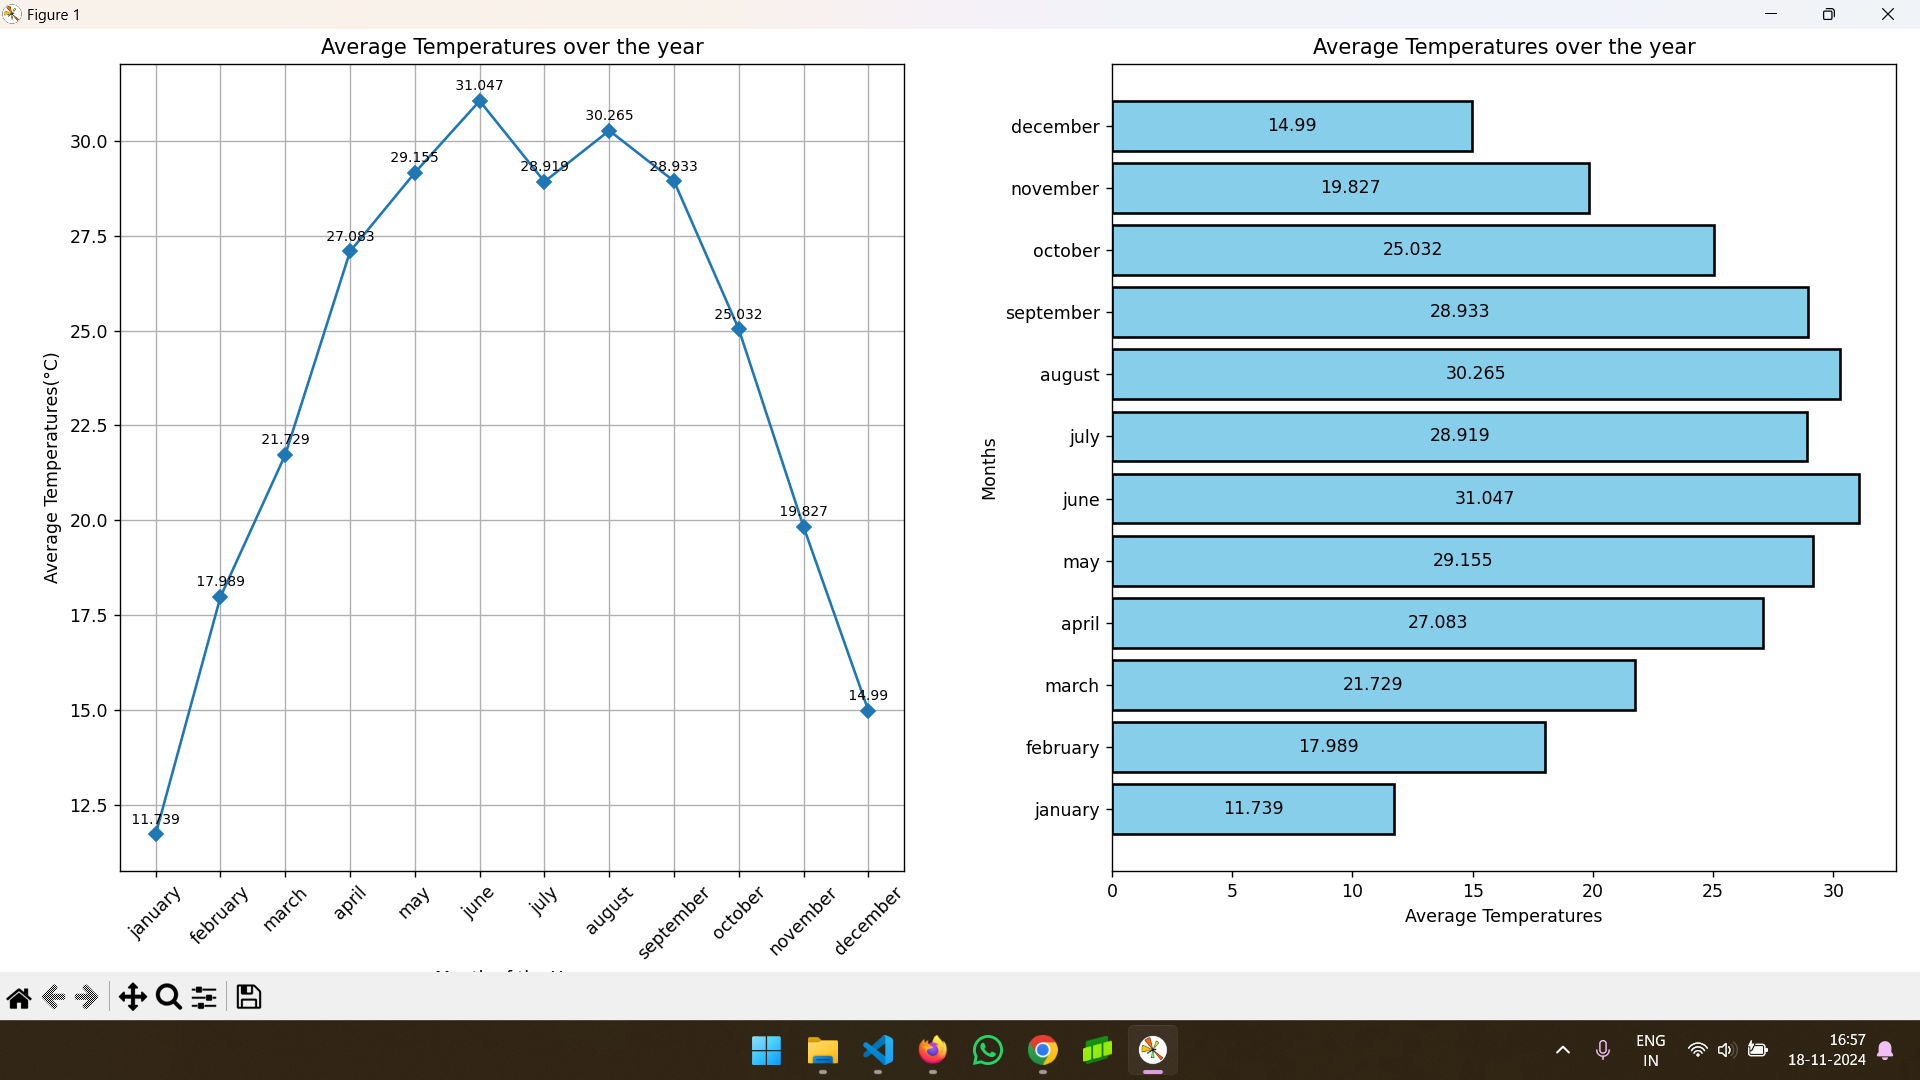 Figure 1
Average Temperatures over the year
Average Temperatures(°C)
30.0
27.5
25.0
22.5
20.0
17.5
15.0
12.5
11.739
17.989
21.729
27.083
29.155
31.047
28.919
30.265
28.933
25.032
19.827
14.99
january
february
march
april
may
june
july
august
september
october
november
december
Average Temperatures over the year
Months
december 14.99
november 19.827
october 25.032
september 28.933
august 30.265
july 28.919
june 31.047
may 29.155
april 27.083
march 21.729
february 17.989
january 11.739
0 5 10 15 20 25 30
Average Temperatures
ENG
IN
16:57
18-11-2024